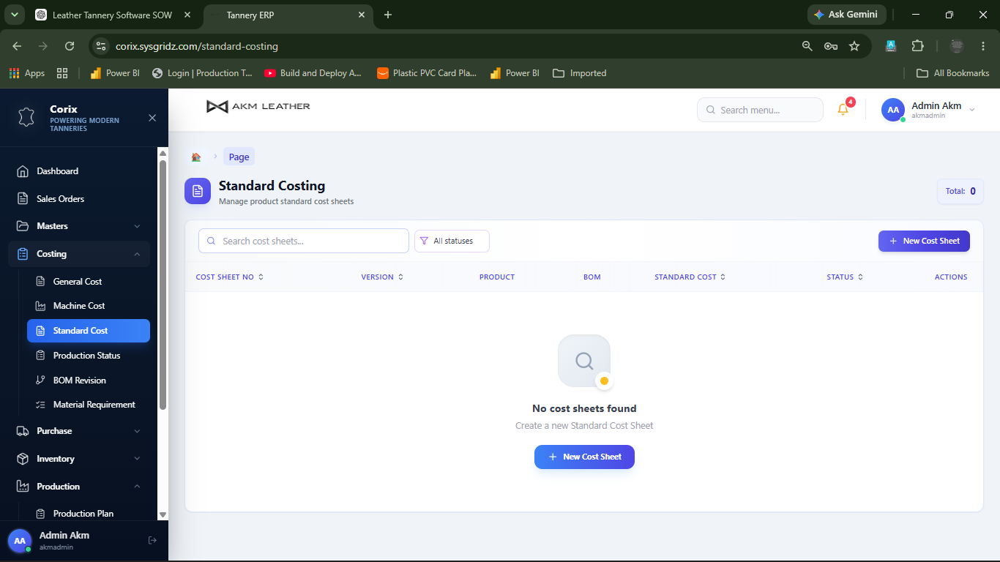 Leather Tannery Software SOW
Tannery ERP
Ask Gemini
corix.sysgridz.com/standard-costing
Apps
Power BI
Login | Production T...
Build and Deploy A...
Plastic PVC Card Pla...
Power BI
Imported
All Bookmarks
Corix
POWERING MODERN
TANNERIES
Dashboard
Sales Orders
Masters
Costing
General Cost
Machine Cost
Standard Cost
Production Status
BOM Revision
Material Requirement
Purchase
Inventory
Production
Production Plan
AA
Admin Akm
akmadmin
AKM LEATHER
Search menu...
4
AA
Admin Akm
akmadmin
Page
Standard Costing
Manage product standard cost sheets
Total: 0
Search cost sheets...
All statuses
New Cost Sheet
COST SHEET NO
VERSION
PRODUCT
BOM
STANDARD COST
STATUS
ACTIONS
No cost sheets found
Create a new Standard Cost Sheet
New Cost Sheet